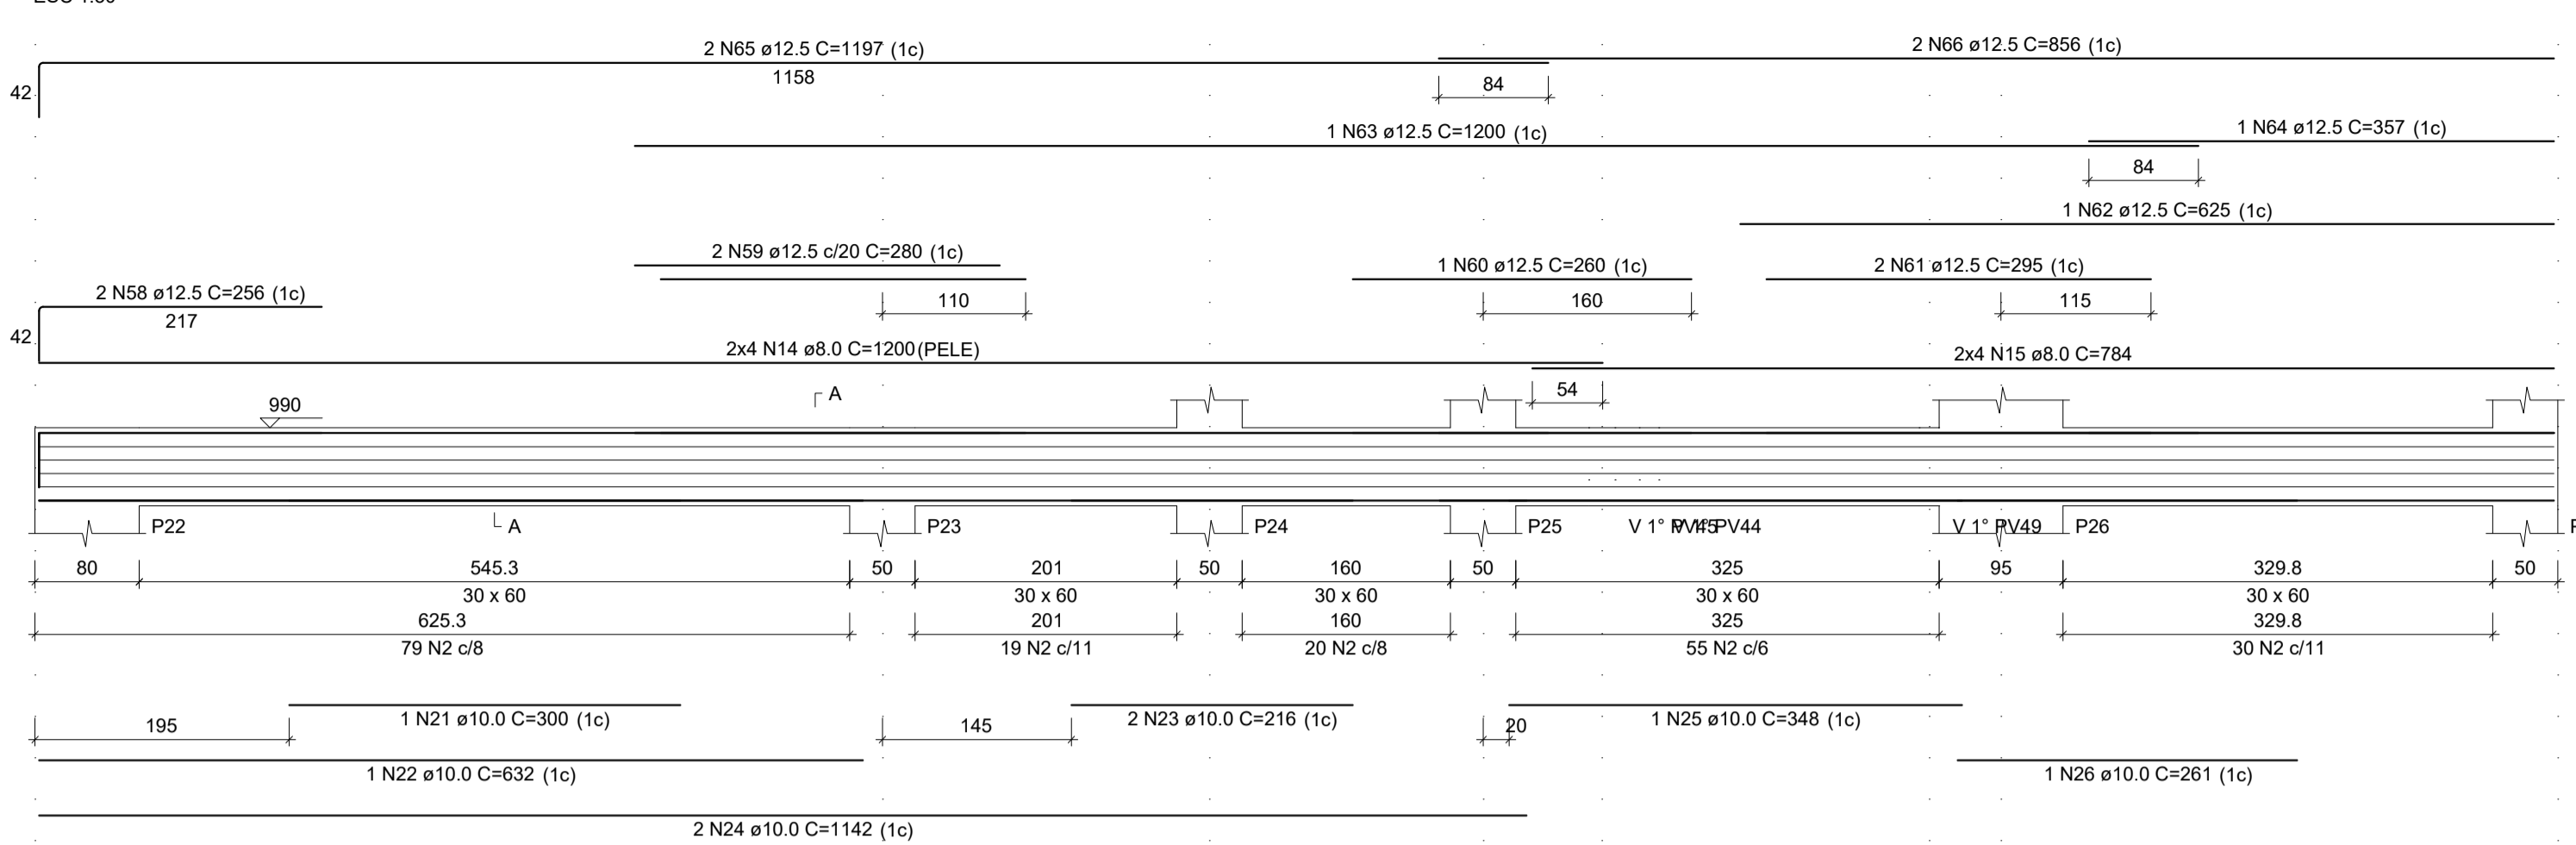 2 N65 ø12.5 C=1197 (1c)
2 N66 ø12.5 C=856 (1c)
1158
42
84
1 N63 ø12.5 C=1200 (1c)
1 N64 ø12.5 C=357 (1c)
84
1 N62 ø12.5 C=625 (1c)
2 N59 ø12.5 c/20 C=280 (1c)
1 N60 ø12.5 C=260 (1c)
2 N61 ø12.5 C=295 (1c)
2 N58 ø12.5 C=256 (1c)
110
160
115
217
42
2x4 N14 ø8.0 C=1200(PELE)
2x4 N15 ø8.0 C=784
54
A
990
P22
A
P23
P24
P25
V 1° PV44
V 1° PV49
P26
80
545.3
50
201
50
160
50
325
95
329.8
50
30 x 60
30 x 60
30 x 60
30 x 60
30 x 60
625.3
201
160
325
329.8
79 N2 c/8
19 N2 c/11
20 N2 c/8
55 N2 c/6
30 N2 c/11
195
1 N21 ø10.0 C=300 (1c)
145
2 N23 ø10.0 C=216 (1c)
20
1 N25 ø10.0 C=348 (1c)
1 N22 ø10.0 C=632 (1c)
1 N26 ø10.0 C=261 (1c)
2 N24 ø10.0 C=1142 (1c)